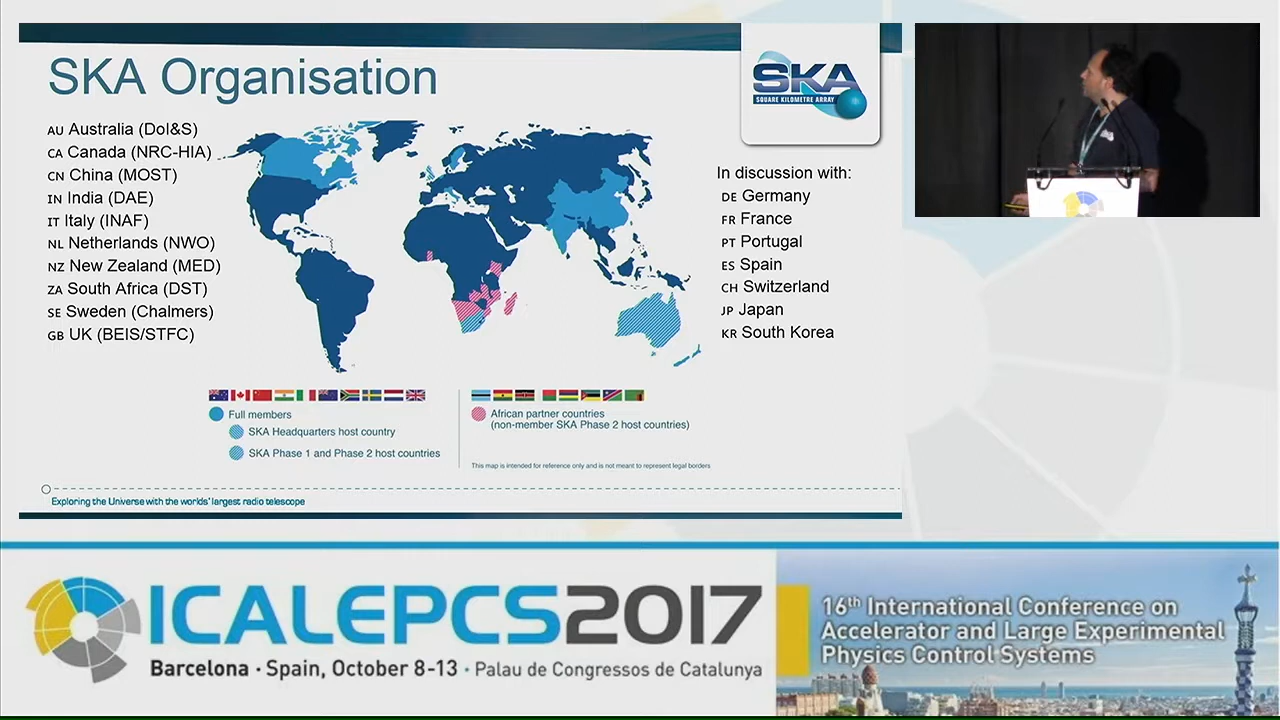 SKA Organisation
SKA
SQUARE KILOMETRE ARRAY
AU Australia (DoI&S)
CA Canada (NRC-HIA)
CN China (MOST)
IN India (DAE)
IT Italy (INAF)
NL Netherlands (NWO)
NZ New Zealand (MED)
ZA South Africa (DST)
SE Sweden (Chalmers)
GB UK (BEIS/STFC)
In discussion with:
DE Germany
FR France
PT Portugal
ES Spain
CH Switzerland
JP Japan
KR South Korea
Full members
SKA Headquarters host country
SKA Phase 1 and Phase 2 host countries
African partner countries
(non-member SKA Phase 2 host countries)
This map is intended for reference only and is not meant to represent legal borders
Exploring the Universe with the worlds' largest radio telescope
ICALEPCS2017
Barcelona · Spain, October 8-13 · Palau de Congressos de Catalunya
16th International Conference on
Accelerator and Large Experimental
Physics Control Systems